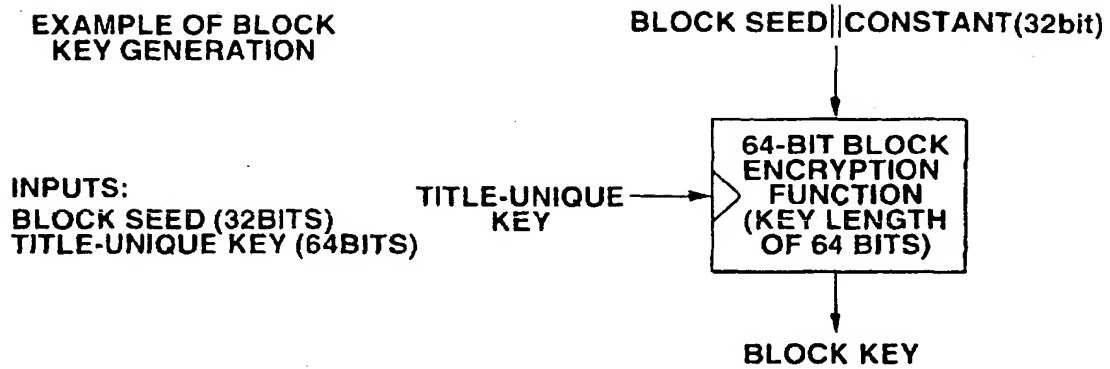 EXAMPLE OF BLOCK
KEY GENERATION
BLOCK SEED||CONSTANT(32bit)
INPUTS:
BLOCK SEED (32BITS)
TITLE-UNIQUE KEY (64BITS)
TITLE-UNIQUE
KEY
64-BIT BLOCK
ENCRYPTION
FUNCTION
(KEY LENGTH
OF 64 BITS)
BLOCK KEY